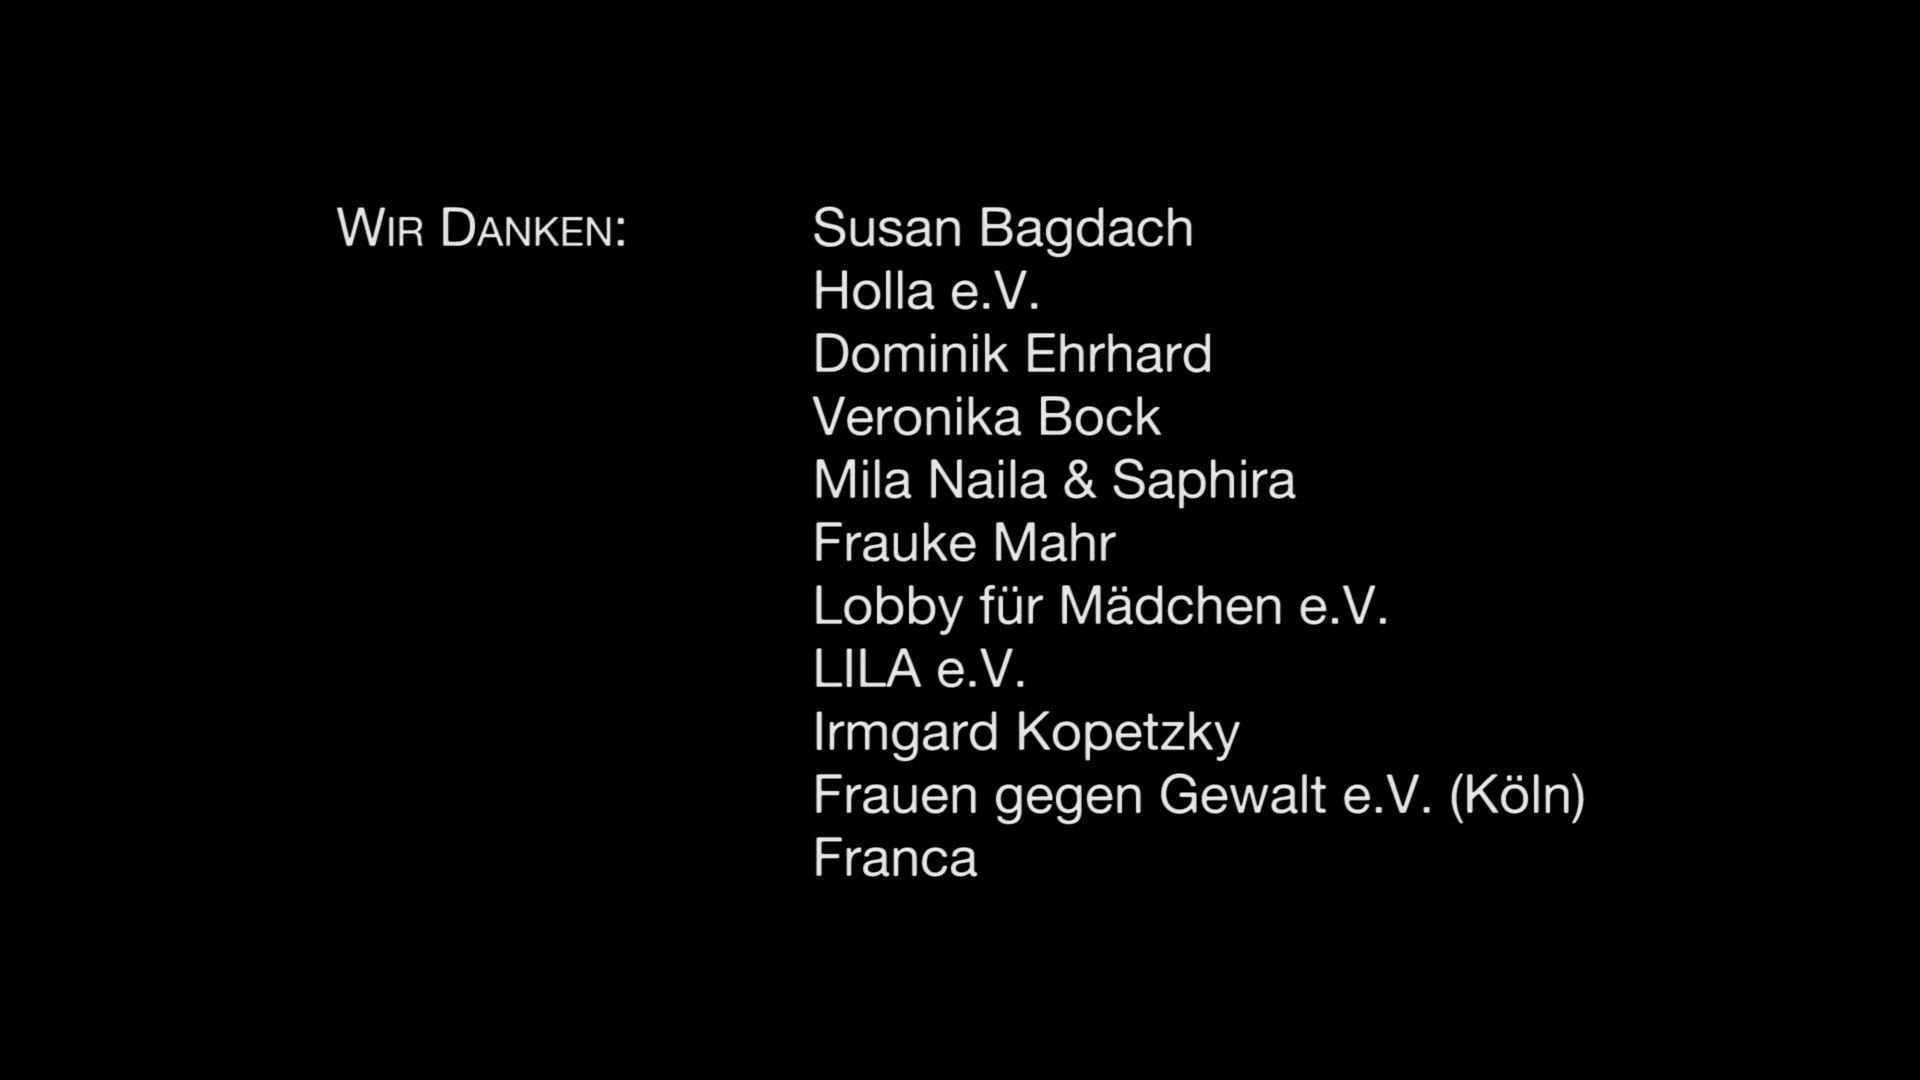 Wir Danken: Susan Bagdach
Holla e.V.
Dominik Ehrhard
Veronika Bock
Mila Naila & Saphira
Frauke Mahr
Lobby für Mädchen e.V.
LILA e.V.
Irmgard Kopetzky
Frauen gegen Gewalt e.V. (Köln)
Franca